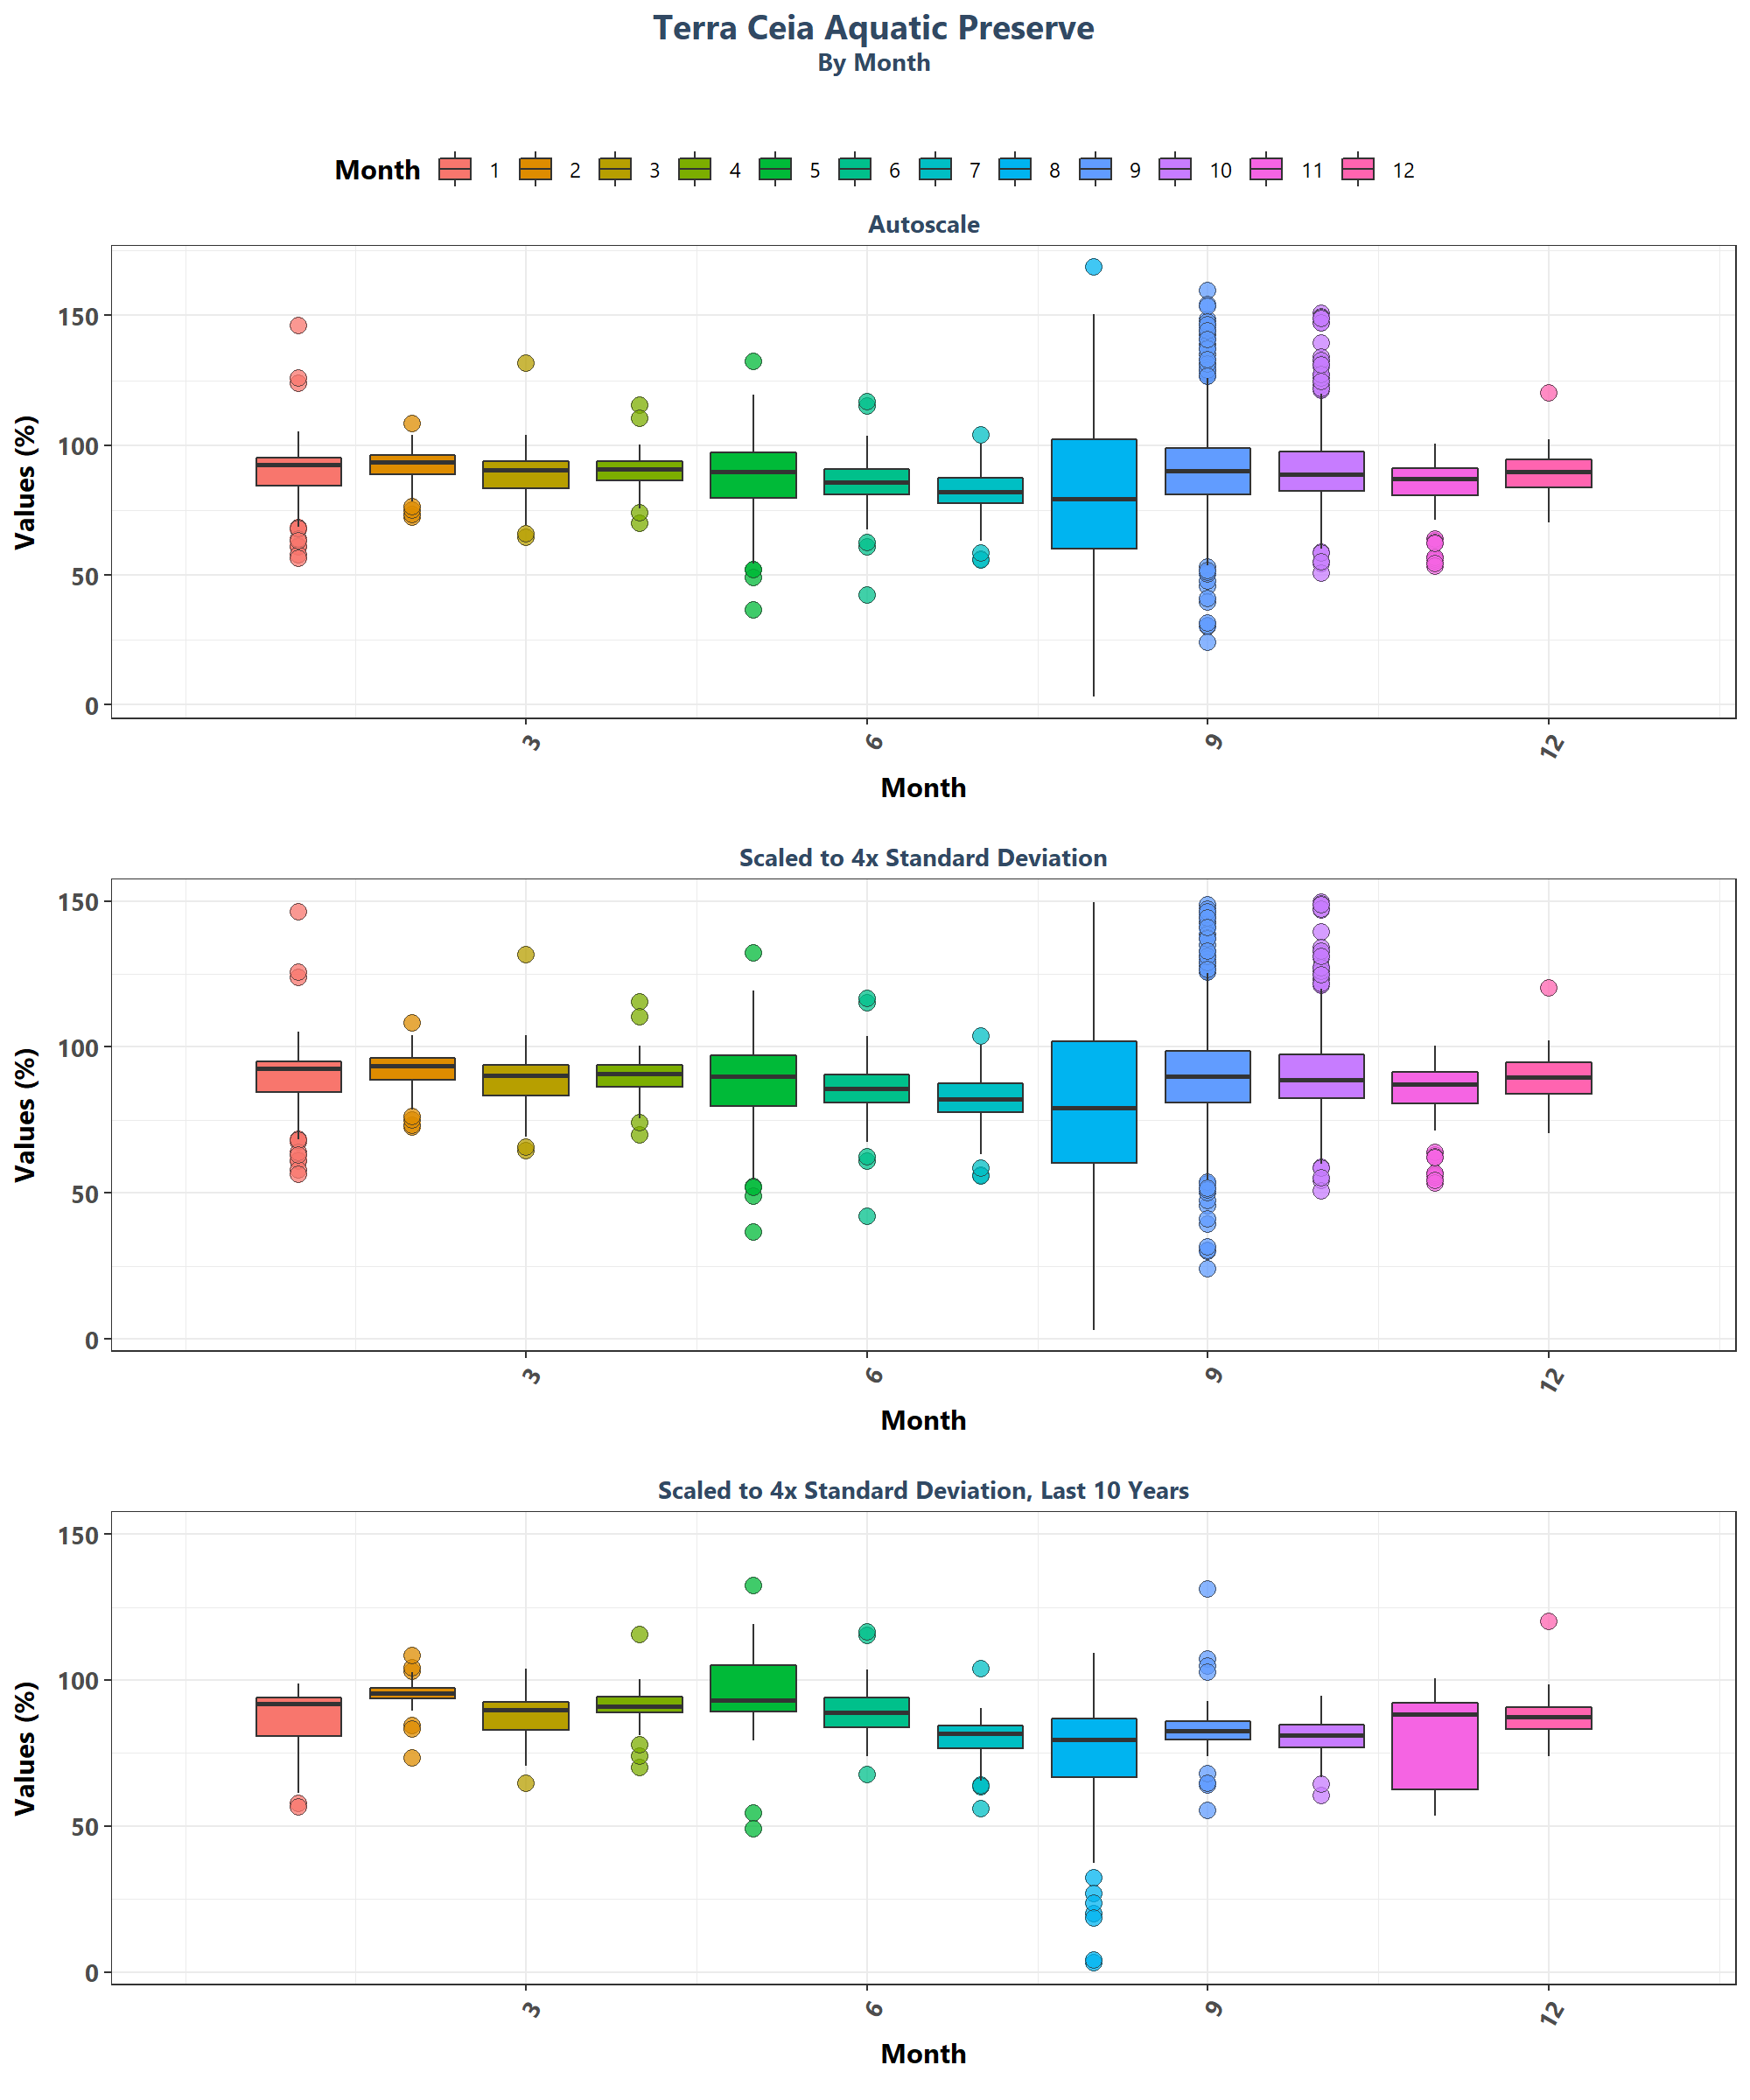 Terra Ceia Aquatic Preserve
By Month
Month 1 2 3 4 5 6 7 8 9 10 11 12
Autoscale
Values (%)
150
100
50
0
3 6 9 12
Month
Scaled to 4x Standard Deviation
Values (%)
150
100
50
0
3 6 9 12
Month
Scaled to 4x Standard Deviation, Last 10 Years
Values (%)
150
100
50
0
3 6 9 12
Month